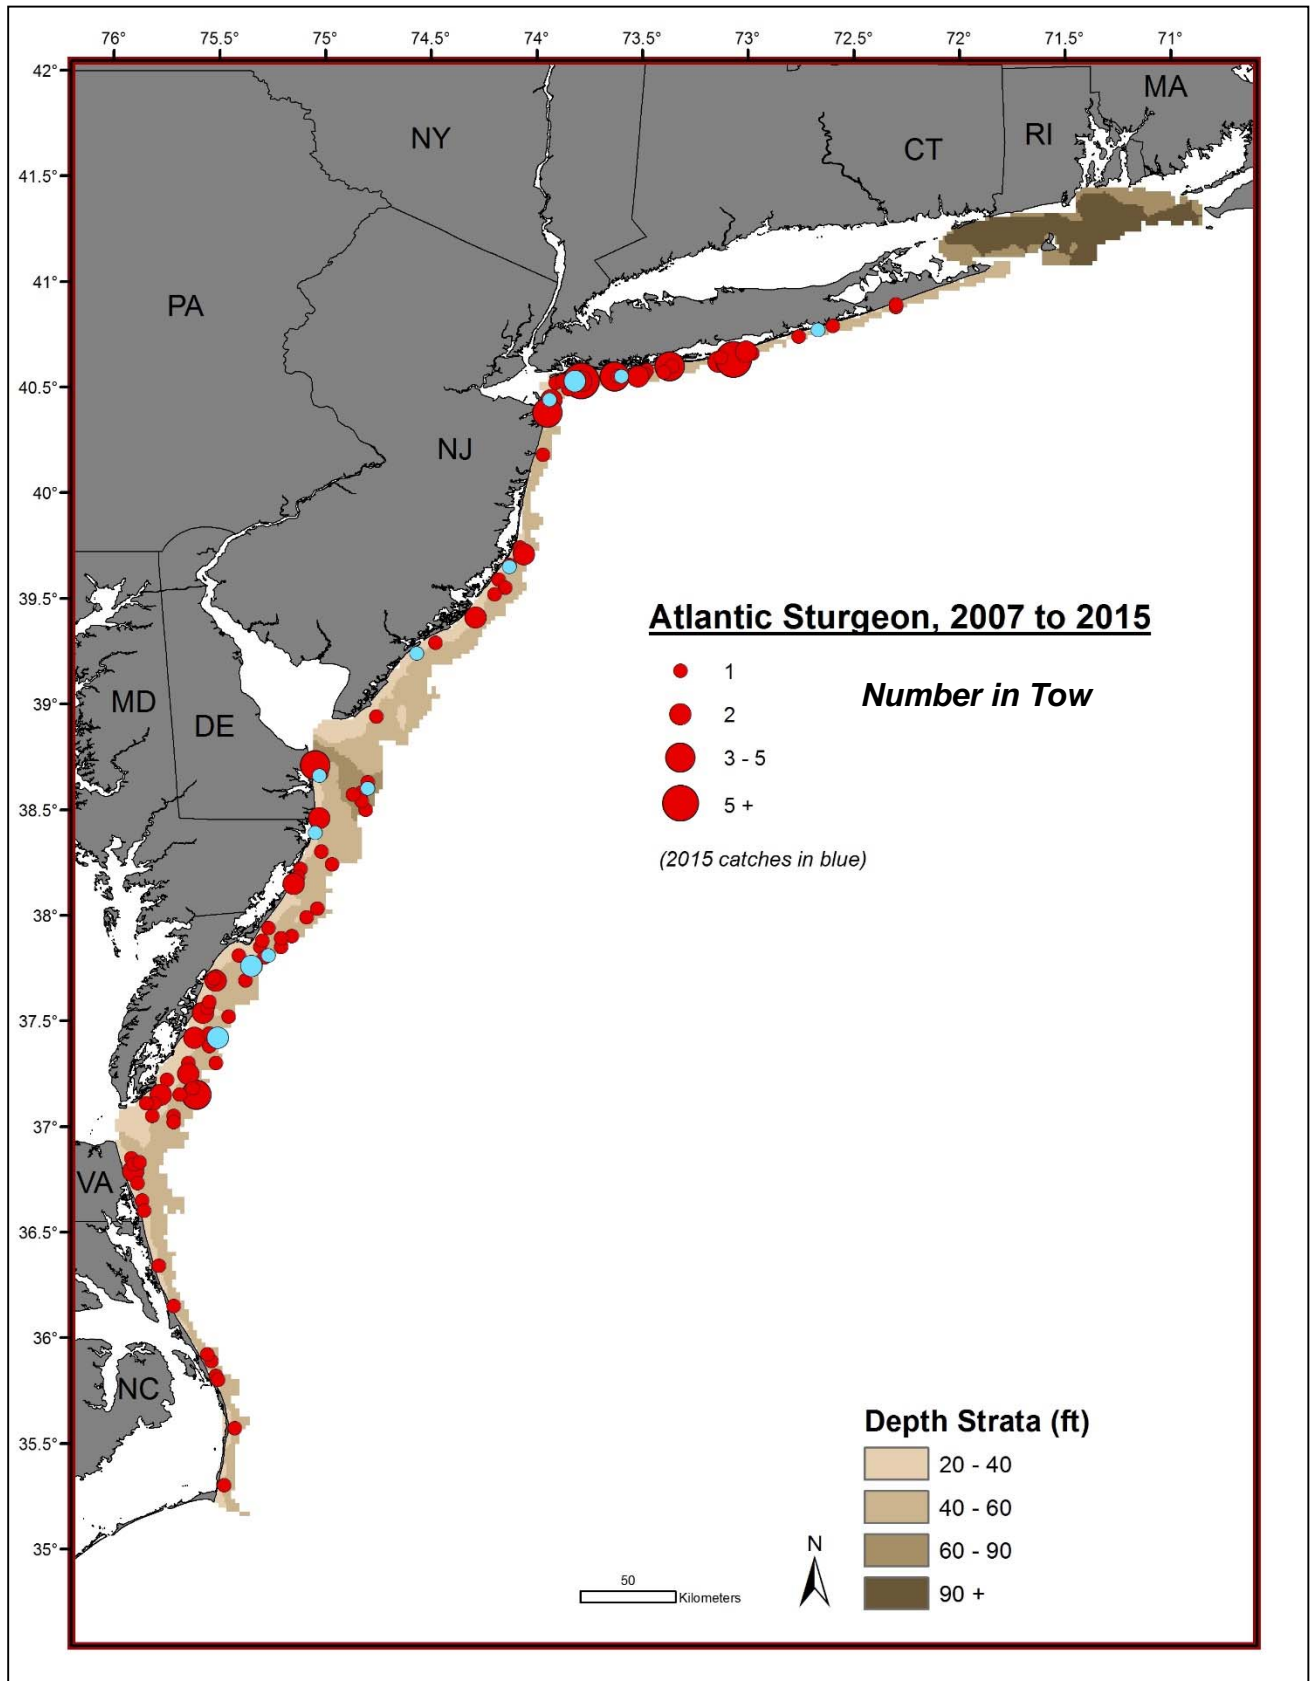 76° 75.5° 75° 74.5° 74° 73.5° 73° 72.5° 72° 71.5° 71°
42°
MA
NY
RI
CT
41.5°
41°
PA
40.5°
NJ
40°
39.5°
Atlantic Sturgeon, 2007 to 2015
1
Number in Tow
MD
39°
2
DE
3 - 5
5 +
38.5°
(2015 catches in blue)
38°
37.5°
37°
VA
36.5°
36°
NC
Depth Strata (ft)
35.5°
20 - 40
40 - 60
35°
60 - 90
N
50
Kilometers
90 +